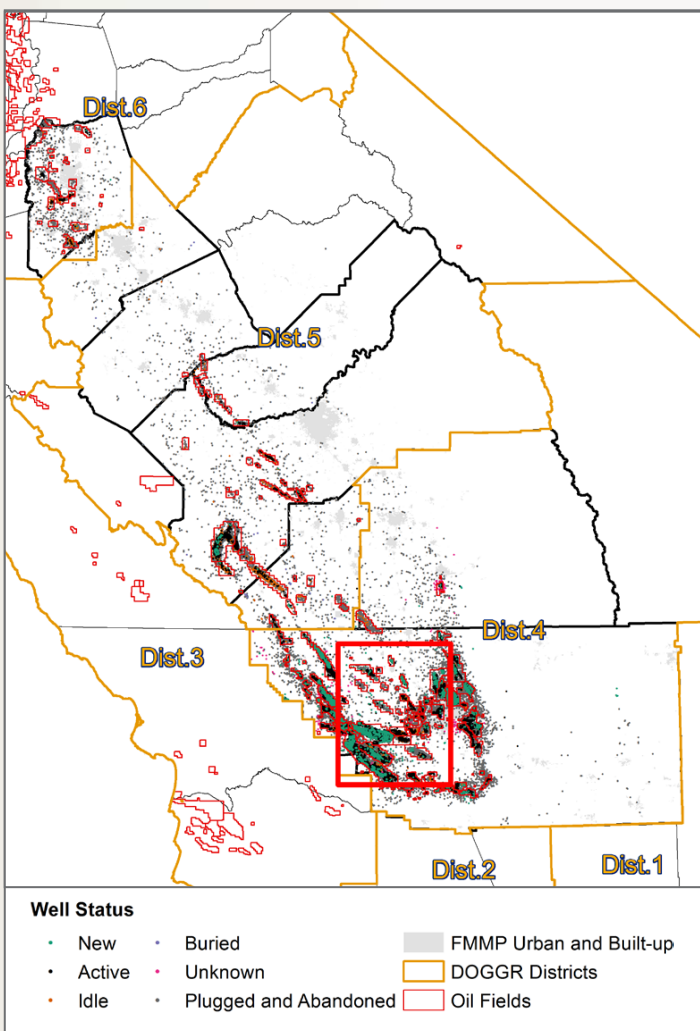 Dist.6
Dist.5
Dist.4
Dist.3
Dist.2
Dist.1
Well Status
New
Buried
FMMP Urban and Built-up
Active
Unknown
DOGGR Districts
Idle
Plugged and Abandoned
Oil Fields